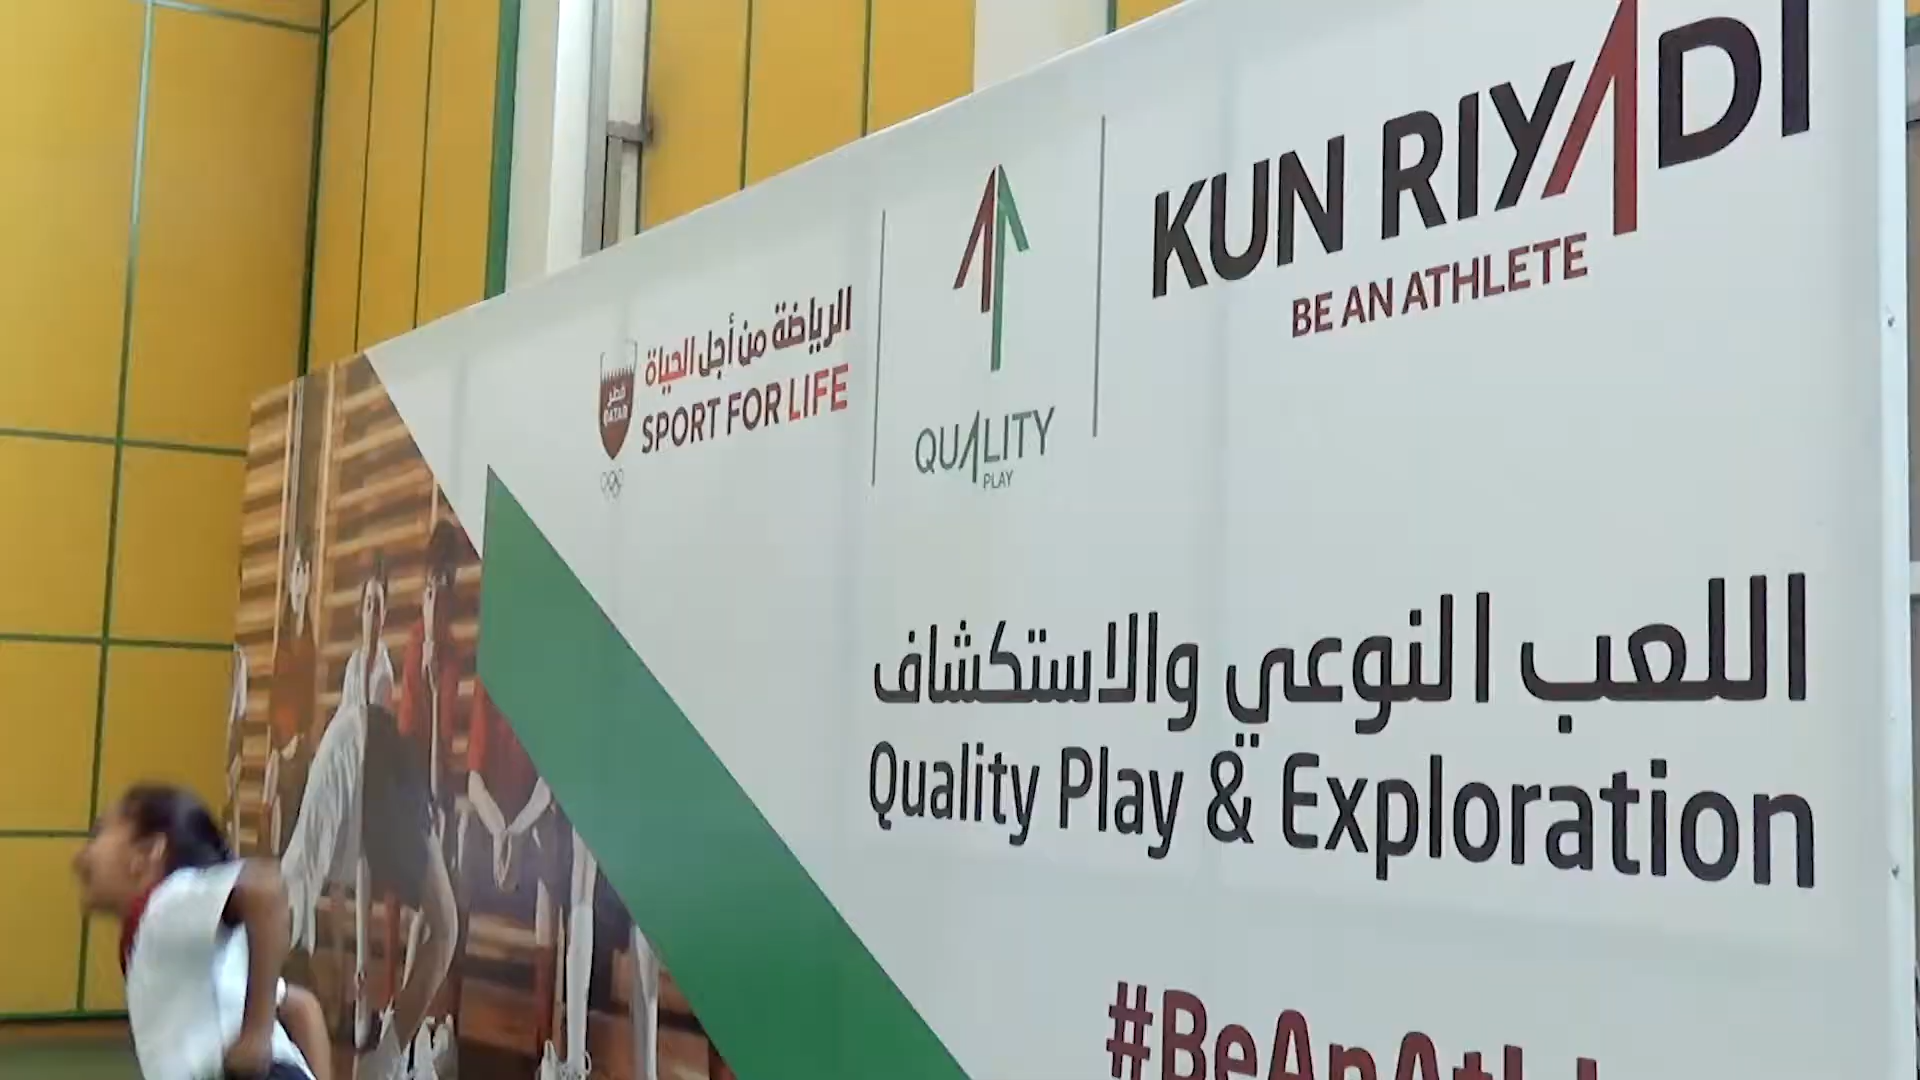 KUN RIYADI
BE AN ATHLETE
QUALITY
PLAY
الرياضة من أجل الحياة
SPORT FOR LIFE
قطر
QATAR
اللعب النوعي والاستكشاف
Quality Play & Exploration